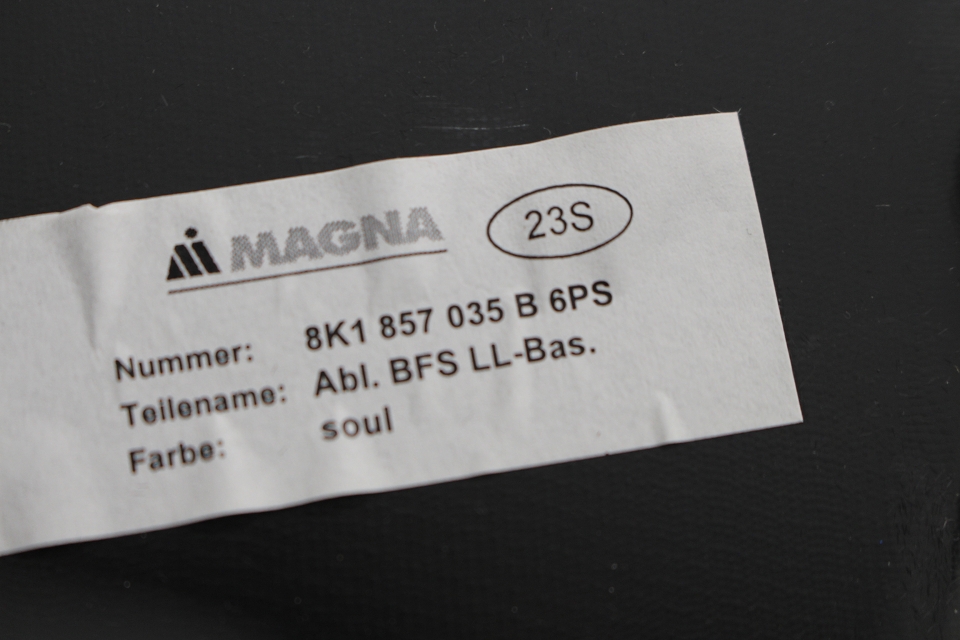 MAGNA 23S
Nummer: 8K1 857 035 B 6PS
Teilename: Abl. BFS LL-Bas.
Farbe: soul